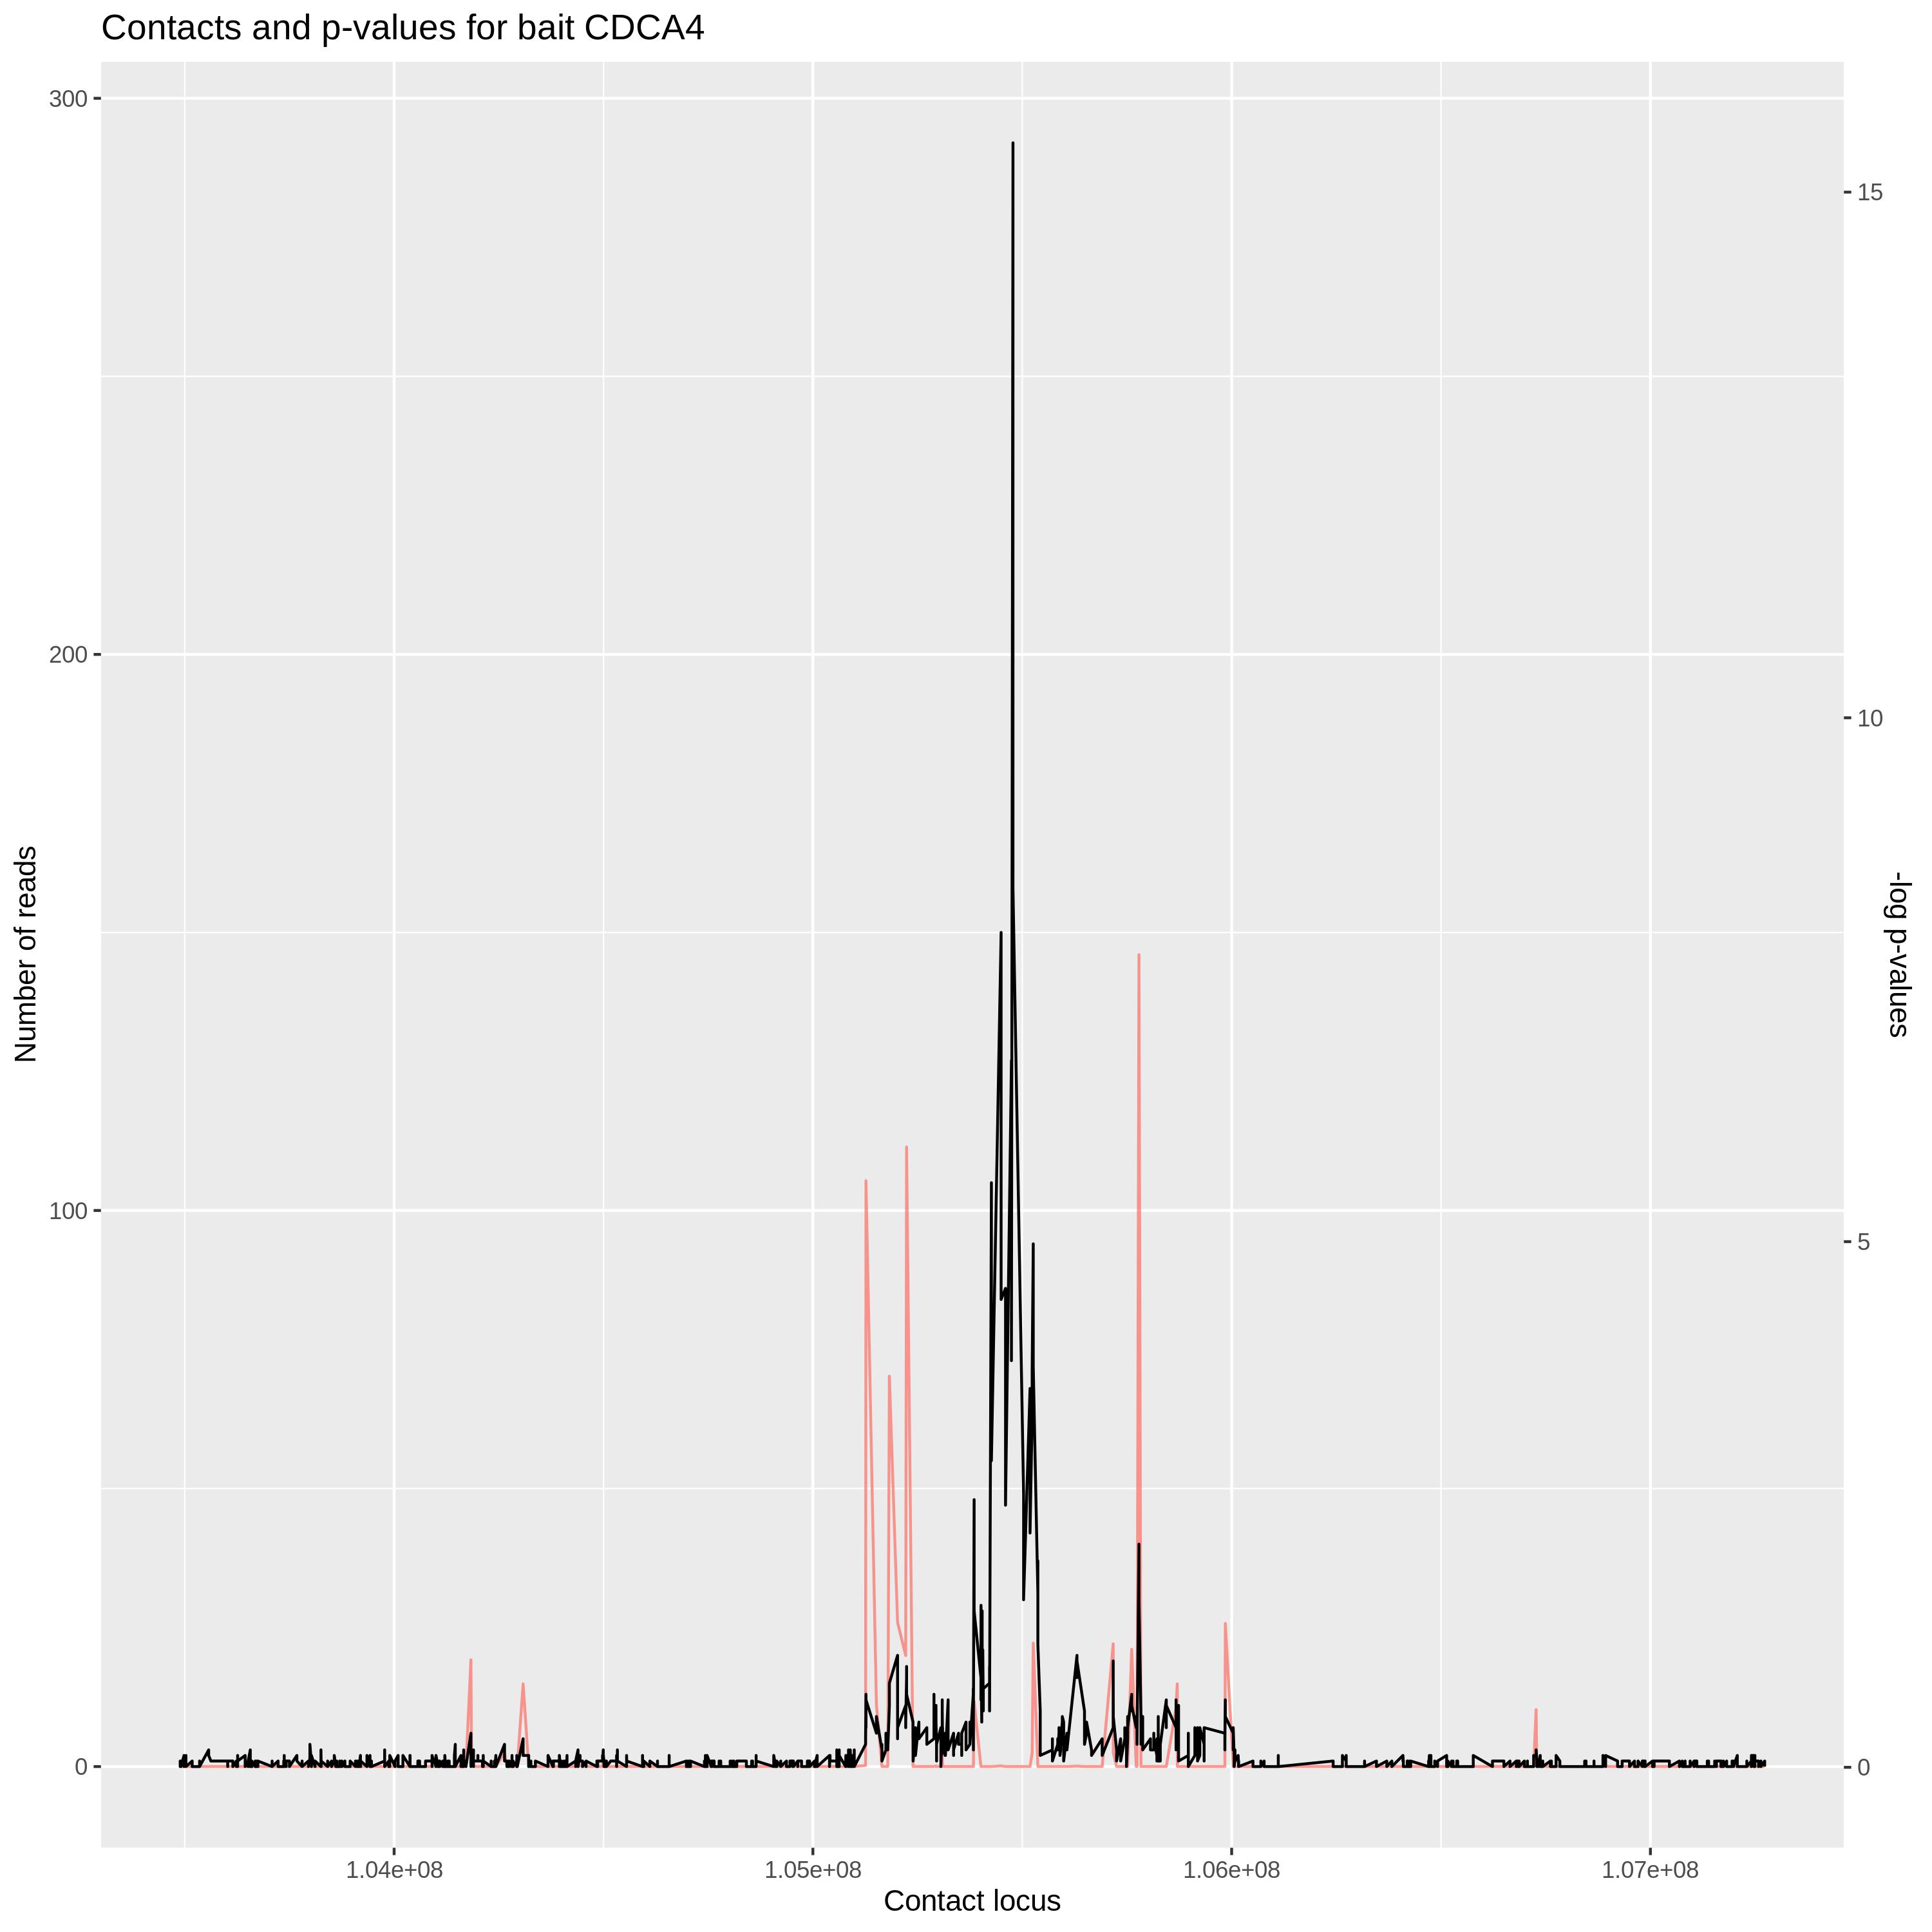 Contacts and p-values for bait CDCA4
300
200
100
0
Number of reads
15
10
5
0
-log p-values
1.04e+08
1.05e+08
1.06e+08
1.07e+08
Contact locus